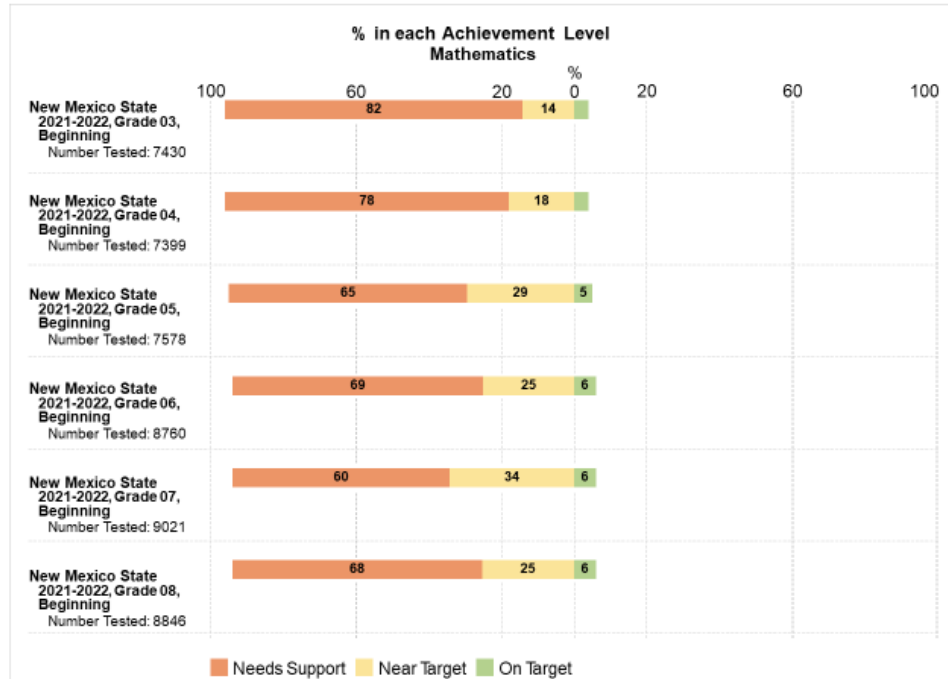 % in each Achievement Level
Mathematics
%
100 60 20 0 20 60 100
New Mexico State
2021-2022, Grade 03,
Beginning
Number Tested: 7430
82 14
New Mexico State
2021-2022, Grade 04,
Beginning
Number Tested: 7399
78 18
New Mexico State
2021-2022, Grade 05,
Beginning
Number Tested: 7578
65 29 5
New Mexico State
2021-2022, Grade 06,
Beginning
Number Tested: 8760
69 25 6
New Mexico State
2021-2022, Grade 07,
Beginning
Number Tested: 9021
60 34 6
New Mexico State
2021-2022, Grade 08,
Beginning
Number Tested: 8846
68 25 6
Needs Support Near Target On Target